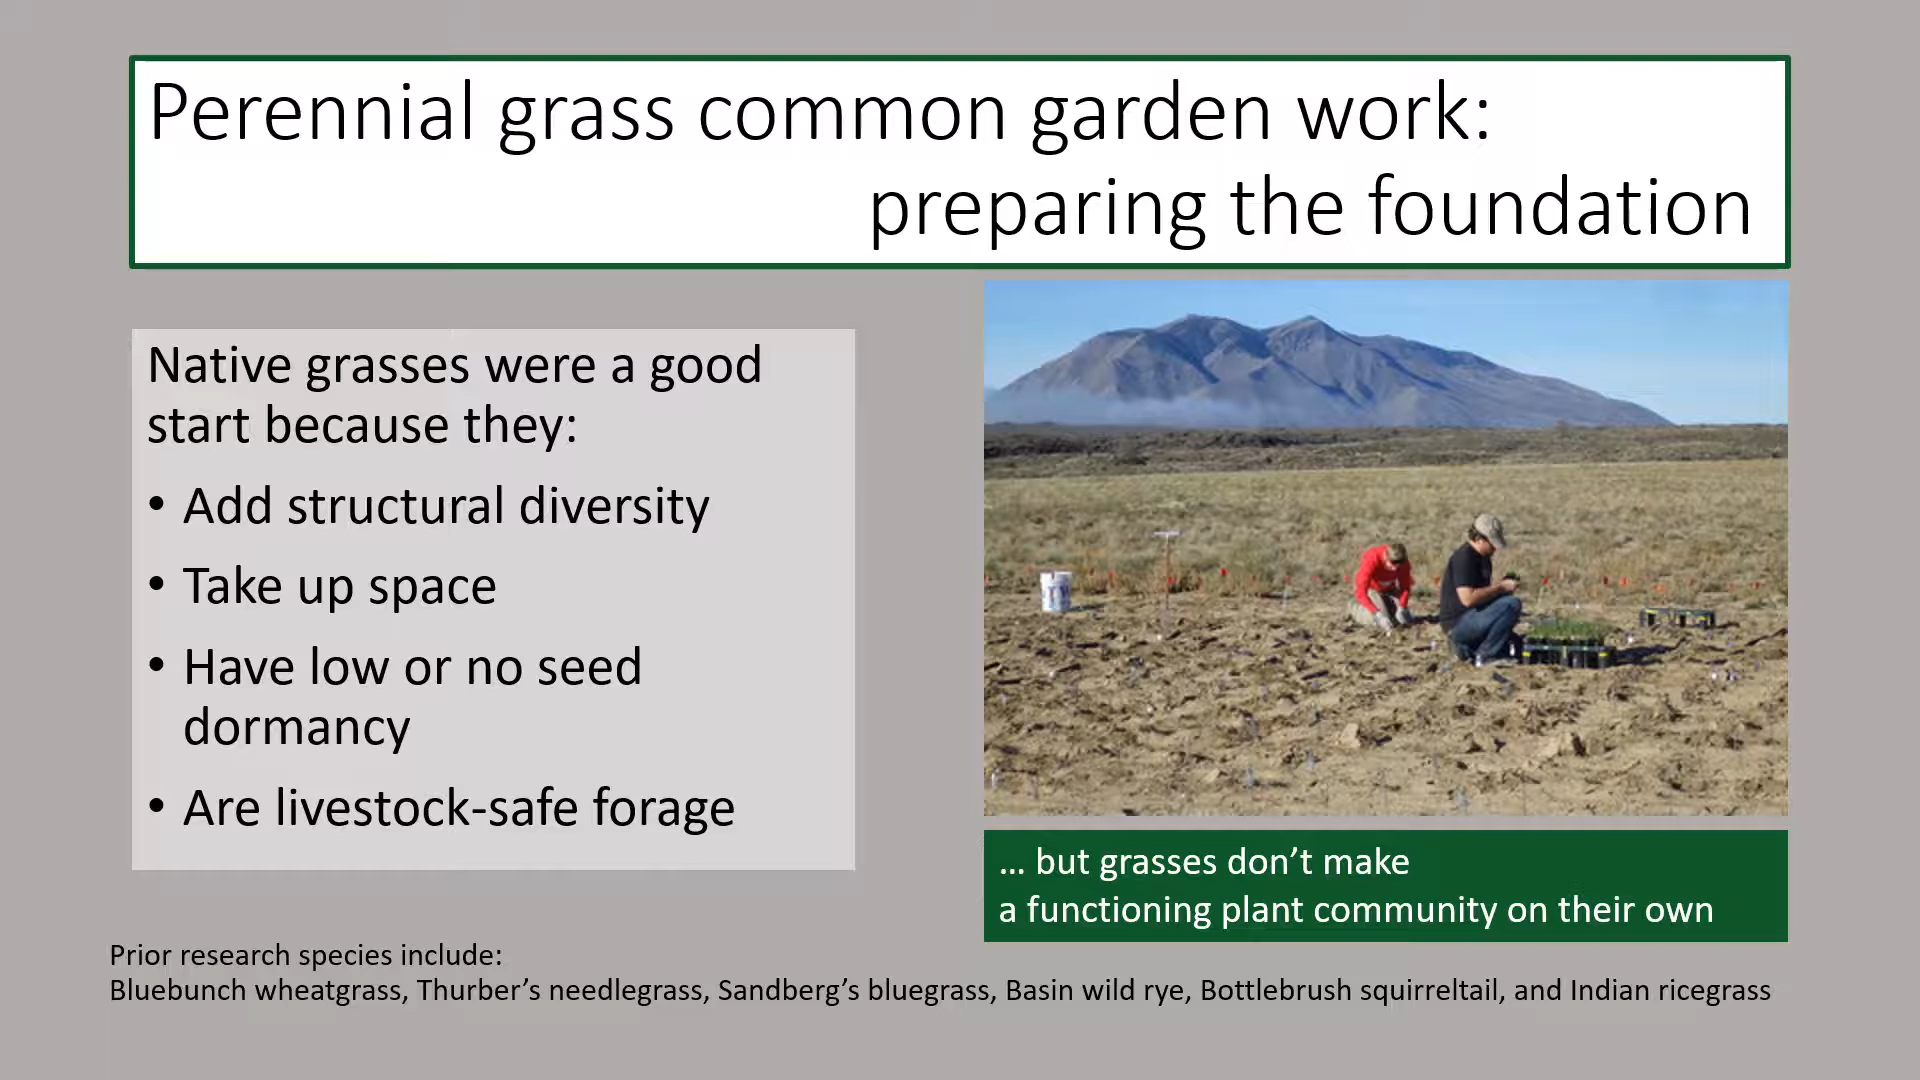 Perennial grass common garden work:
preparing the foundation
Native grasses were a good
start because they:
• Add structural diversity
• Take up space
• Have low or no seed
dormancy
• Are livestock-safe forage
... but grasses don’t make
a functioning plant community on their own
Prior research species include:
Bluebunch wheatgrass, Thurber’s needlegrass, Sandberg’s bluegrass, Basin wild rye, Bottlebrush squirreltail, and Indian ricegrass